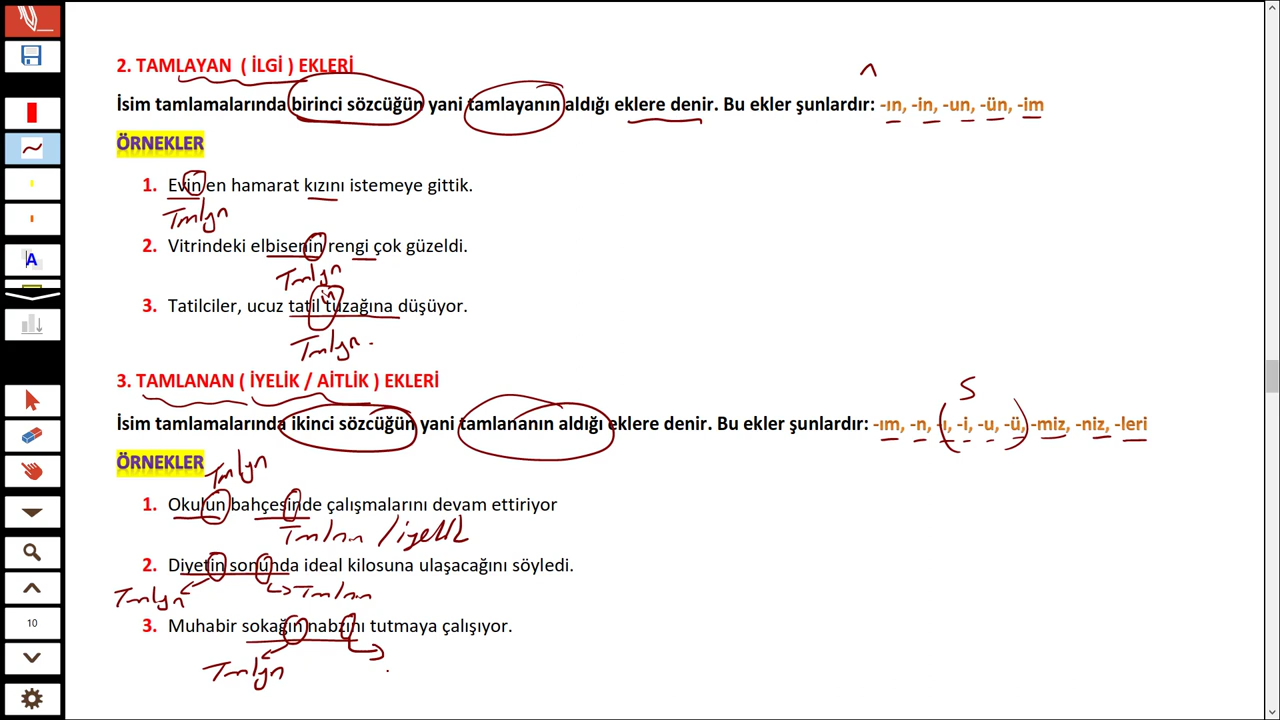 2. TAMLAYAN ( İLGİ ) EKLERİ
^
İsim tamlamalarında birinci sözcüğün yani tamlayanın aldığı eklere denir. Bu ekler şunlardır: -ın, -in, -un, -ün, -im
ÖRNEKLER
1. Evin en hamarat kızını istemeye gittik.
Tmlyn
2. Vitrindeki elbisenin rengi çok güzeldi.
Tmlyn
in
3. Tatilciler, ucuz tatil tuzağına düşüyor.
Tmlyn
3. TAMLANAN ( İYELİK / AİTLİK ) EKLERİ
S
İsim tamlamalarında ikinci sözcüğün yani tamlananın aldığı eklere denir. Bu ekler şunlardır: -ım, -n, -ı, -i, -u, -ü, -miz, -niz, -leri
ÖRNEKLER
Tmlyn
1. Okulun bahçesinde çalışmalarını devam ettiriyor
Tmlnn / iyelik
2. Diyetin sonunda ideal kilosuna ulaşacağını söyledi.
Tmlyn Tmlnn
3. Muhabir sokağın nabzını tutmaya çalışıyor.
Tmlyn
A
10